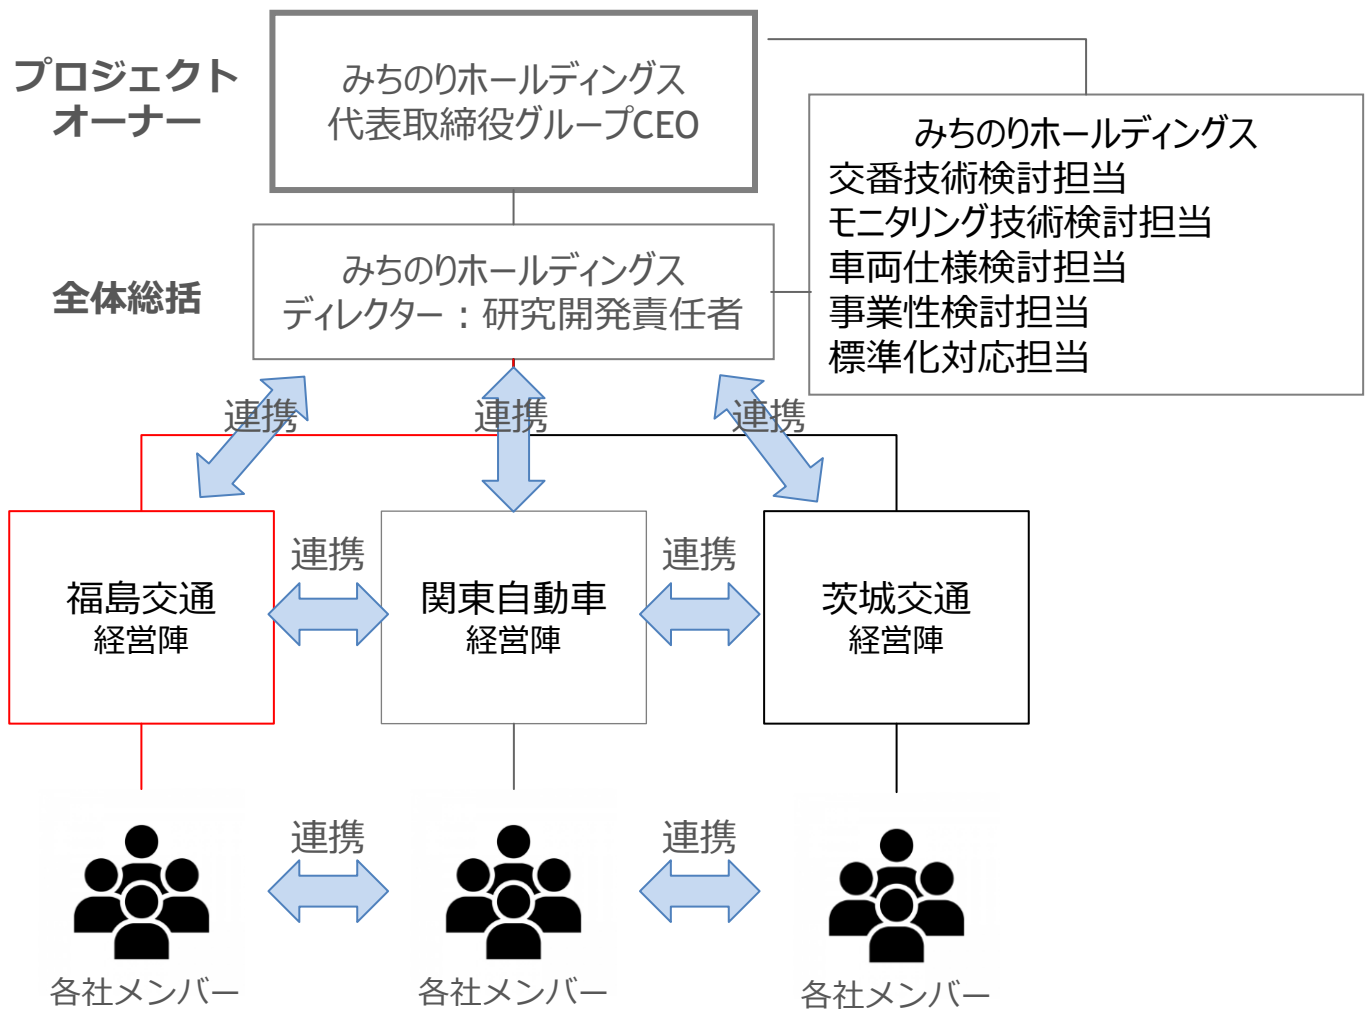 プロジェクト
オーナー
みちのりホールディングス
代表取締役グループCEO
みちのりホールディングス
交番技術検討担当
モニタリング技術検討担当
車両仕様検討担当
事業性検討担当
標準化対応担当
全体総括
みちのりホールディングス
ディレクター：研究開発責任者
連携
連携
連携
福島交通
経営陣
連携
関東自動車
経営陣
連携
茨城交通
経営陣
連携
連携
各社メンバー
各社メンバー
各社メンバー